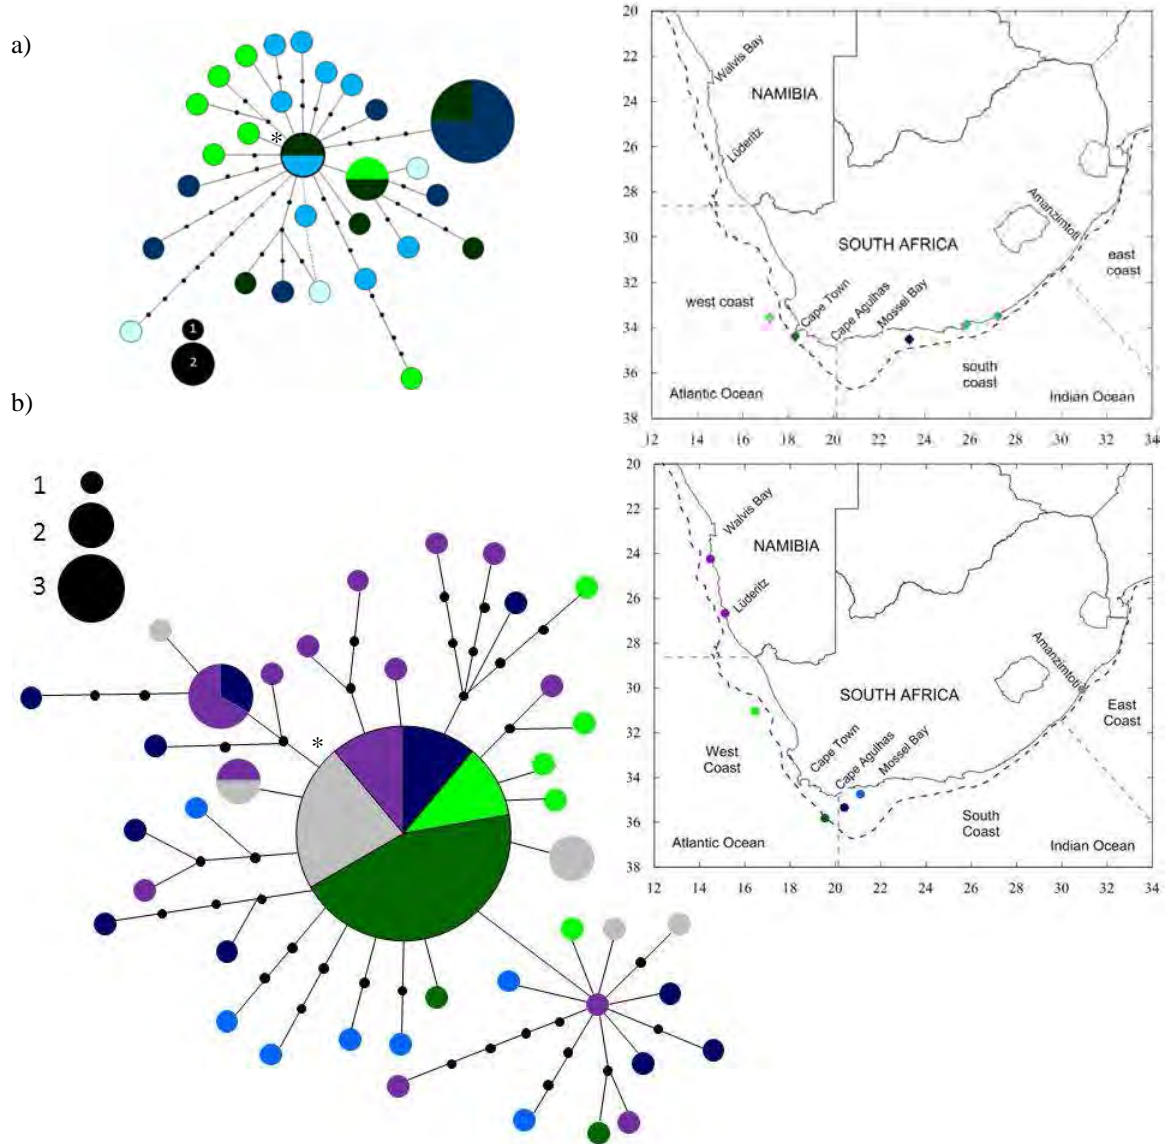 a)
*
1
2
20
22
24
26
28
30
32
34
36
38
Walvis Bay
NAMIBIA
Lüderitz
SOUTH AFRICA
Amanzimtoti
east
coast
west coast
Cape Town
Cape Agulhas
Mossel Bay
south
coast
Atlantic Ocean
Indian Ocean
12 14 16 18 20 22 24 26 28 30 32 34
b)
1
2
3
*
20
22
24
26
28
30
32
34
36
38
Walvis Bay
NAMIBIA
Lüderitz
SOUTH AFRICA
Amanzimtoti
East
Coast
West
Coast
Cape Town
Cape Agulhas
Mossel Bay
South
Coast
Atlantic Ocean
Indian Ocean
12 14 16 18 20 22 24 26 28 30 32 34